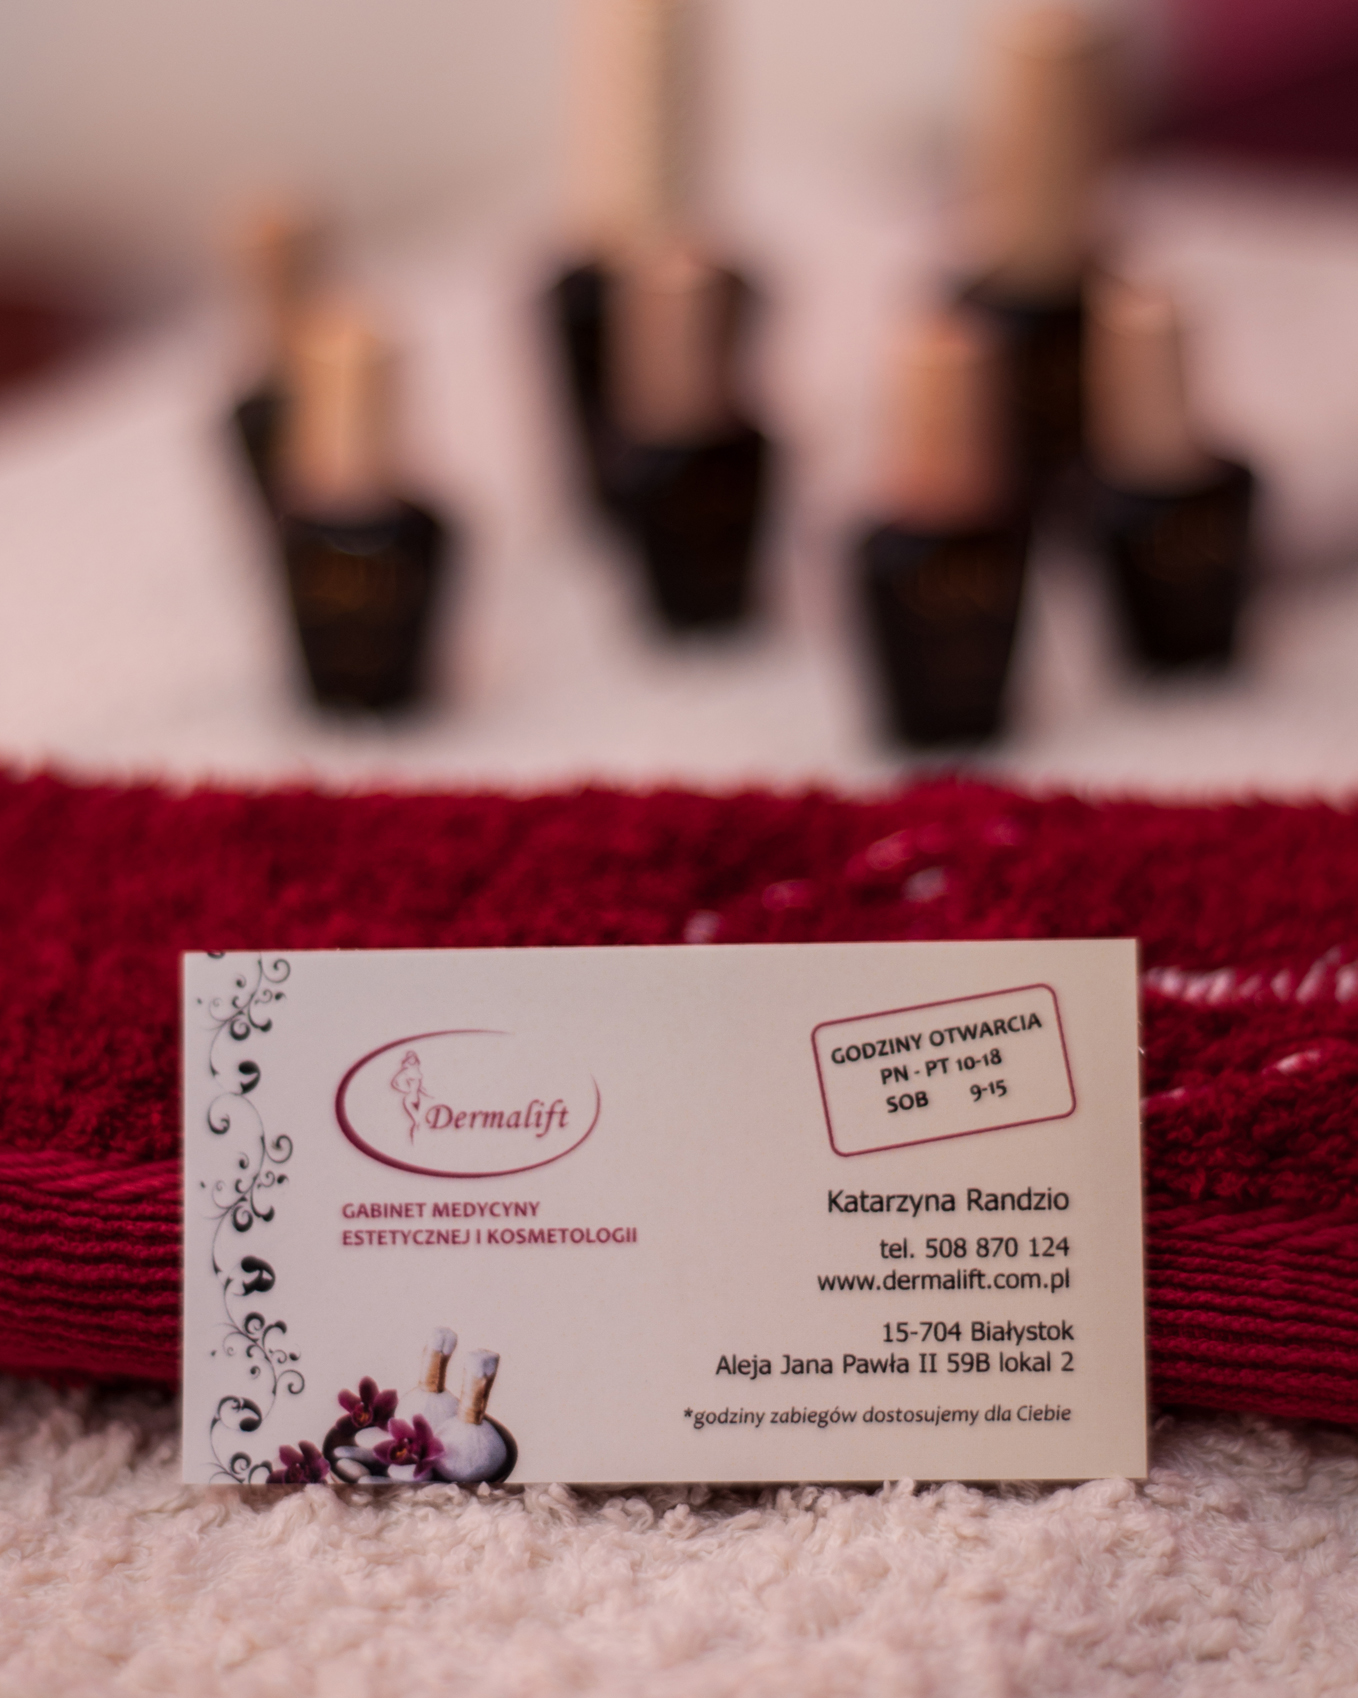 Dermalift
GABINET MEDYCYNY
ESTETYCZNEJ I KOSMETOLOGII
GODZINY OTWARCIA
PN - PT 10-18
SOB 9-15
Katarzyna Randzio
tel. 508 870 124
www.dermalift.com.pl
15-704 Białystok
Aleja Jana Pawła II 59B lokal 2
*godziny zabiegów dostosujemy dla Ciebie